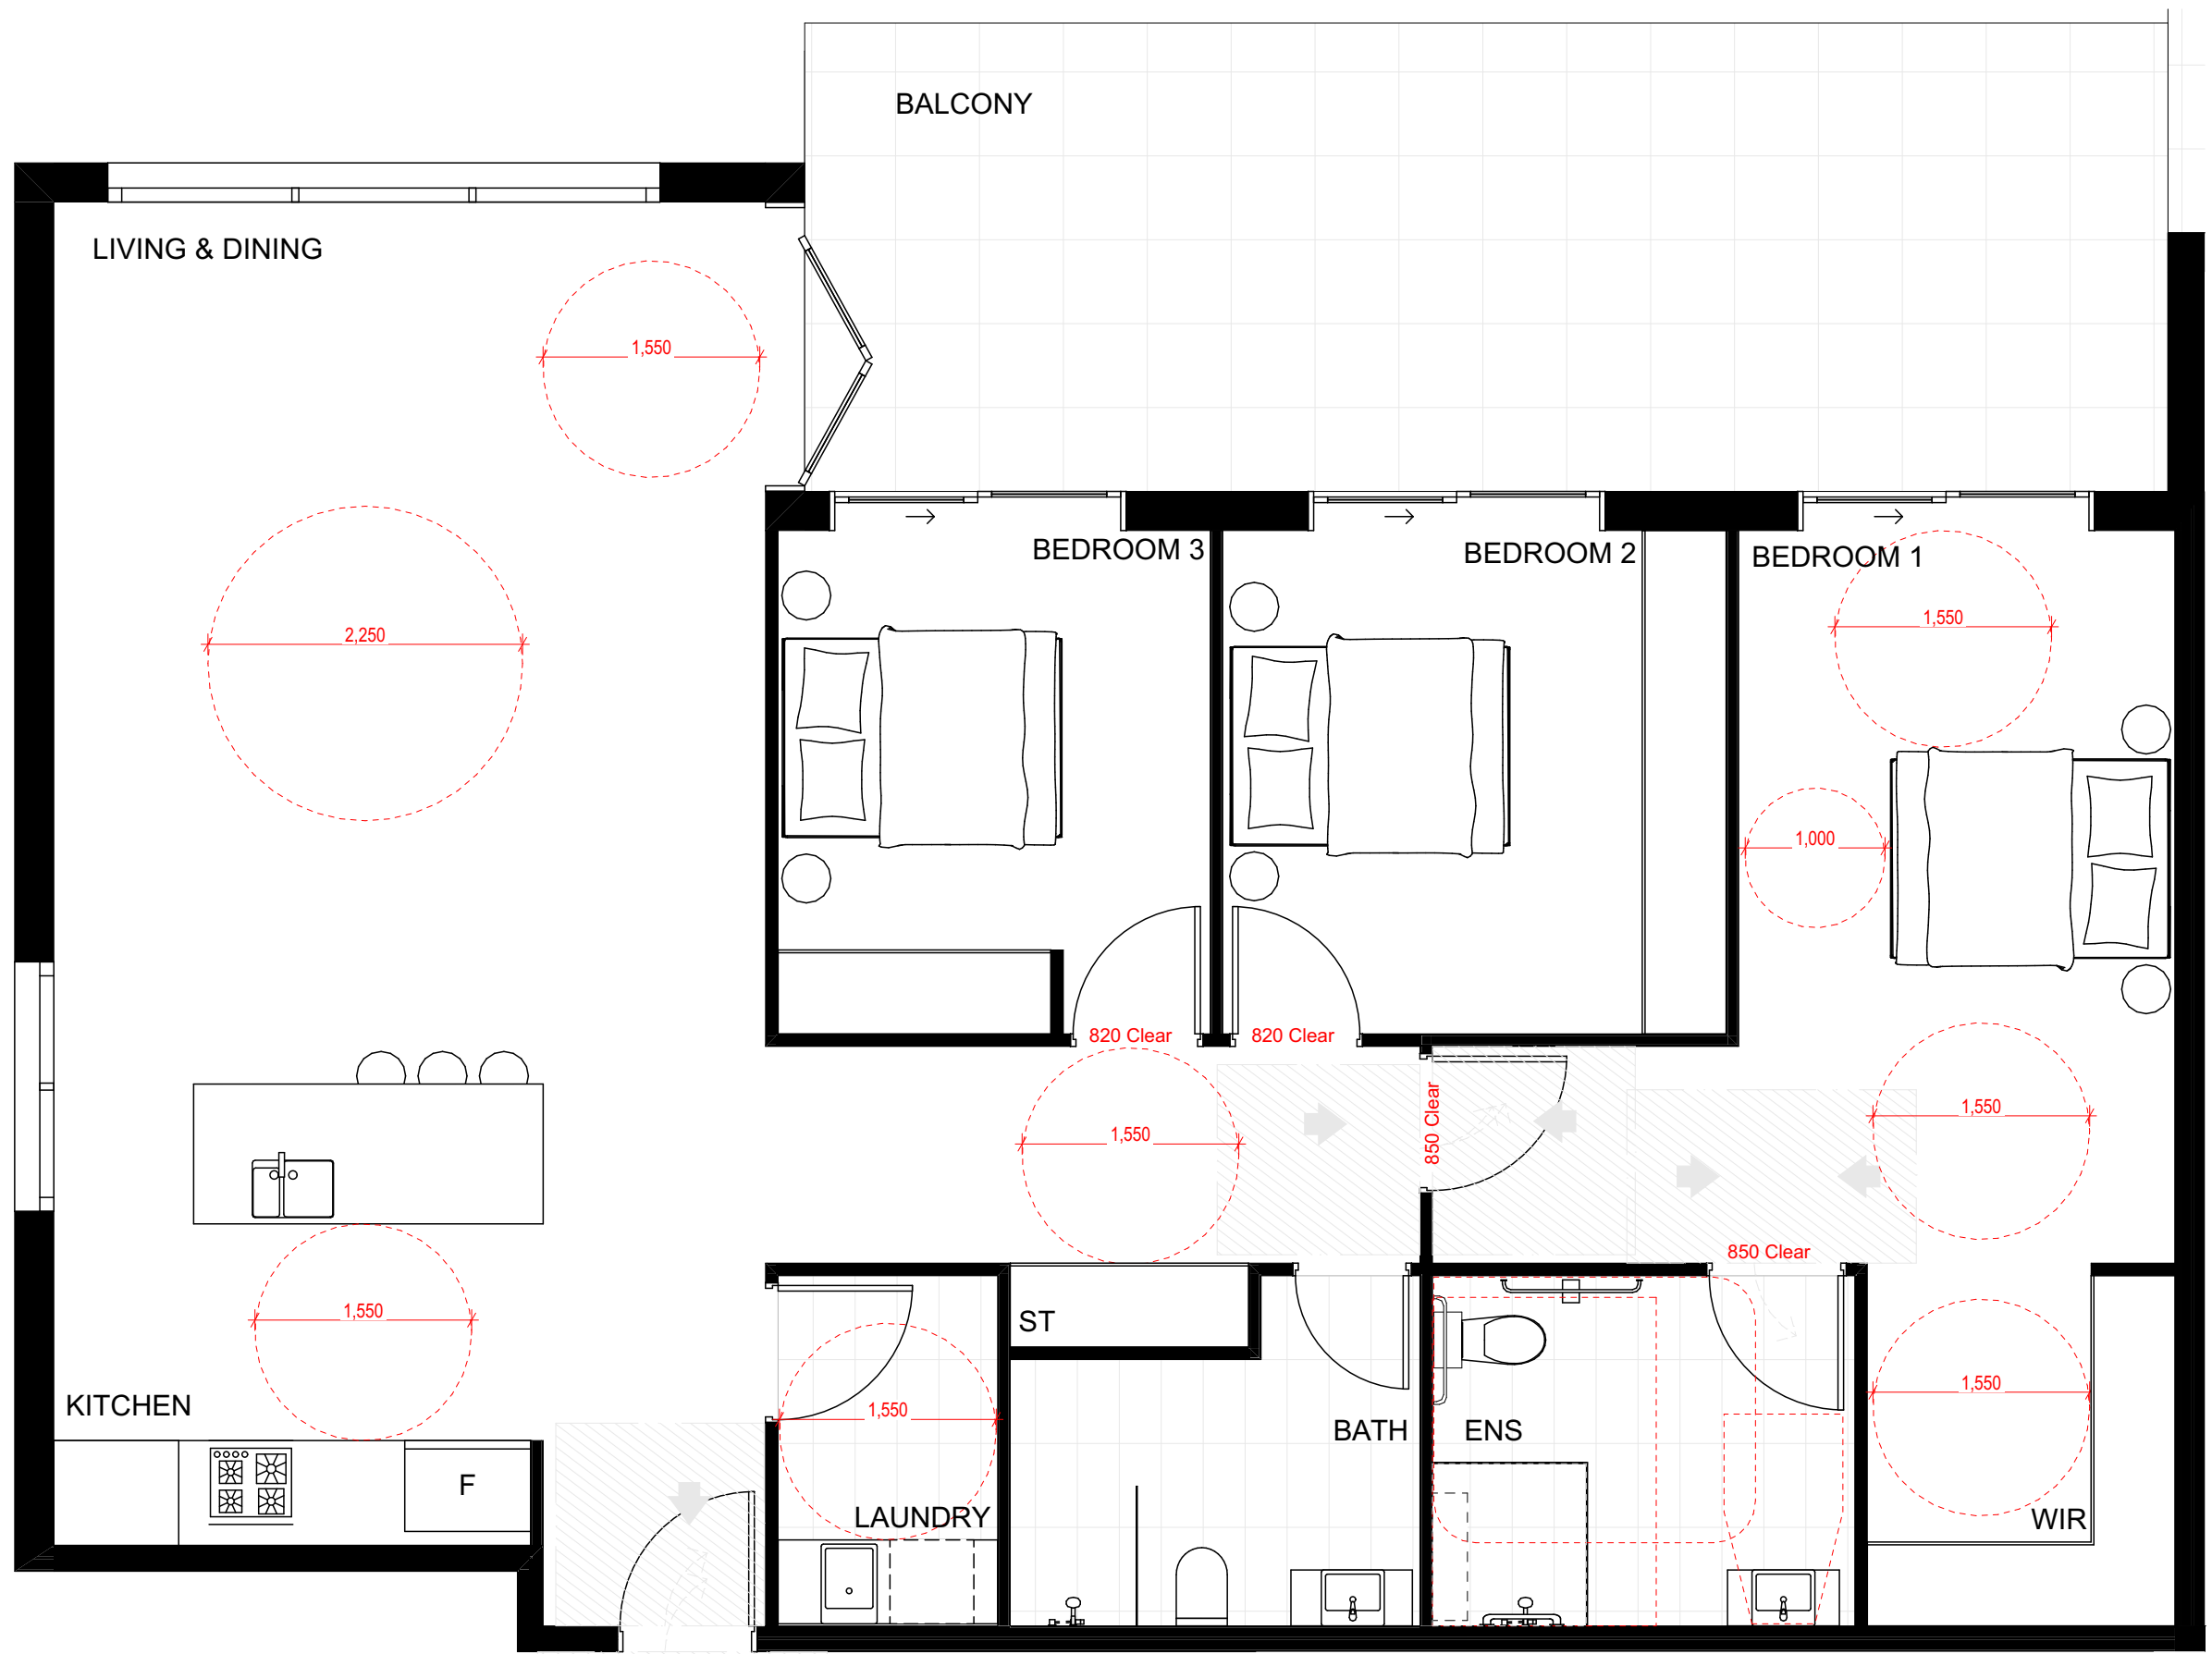 BALCONY
LIVING & DINING
1,550
BEDROOM 3
BEDROOM 2
BEDROOM 1
1,550
2,250
1,000
820 Clear
820 Clear
850 Clear
1,550
1,550
850 Clear
1,550
ST
1,550
1,550
KITCHEN
BATH
ENS
F
LAUNDRY
WIR